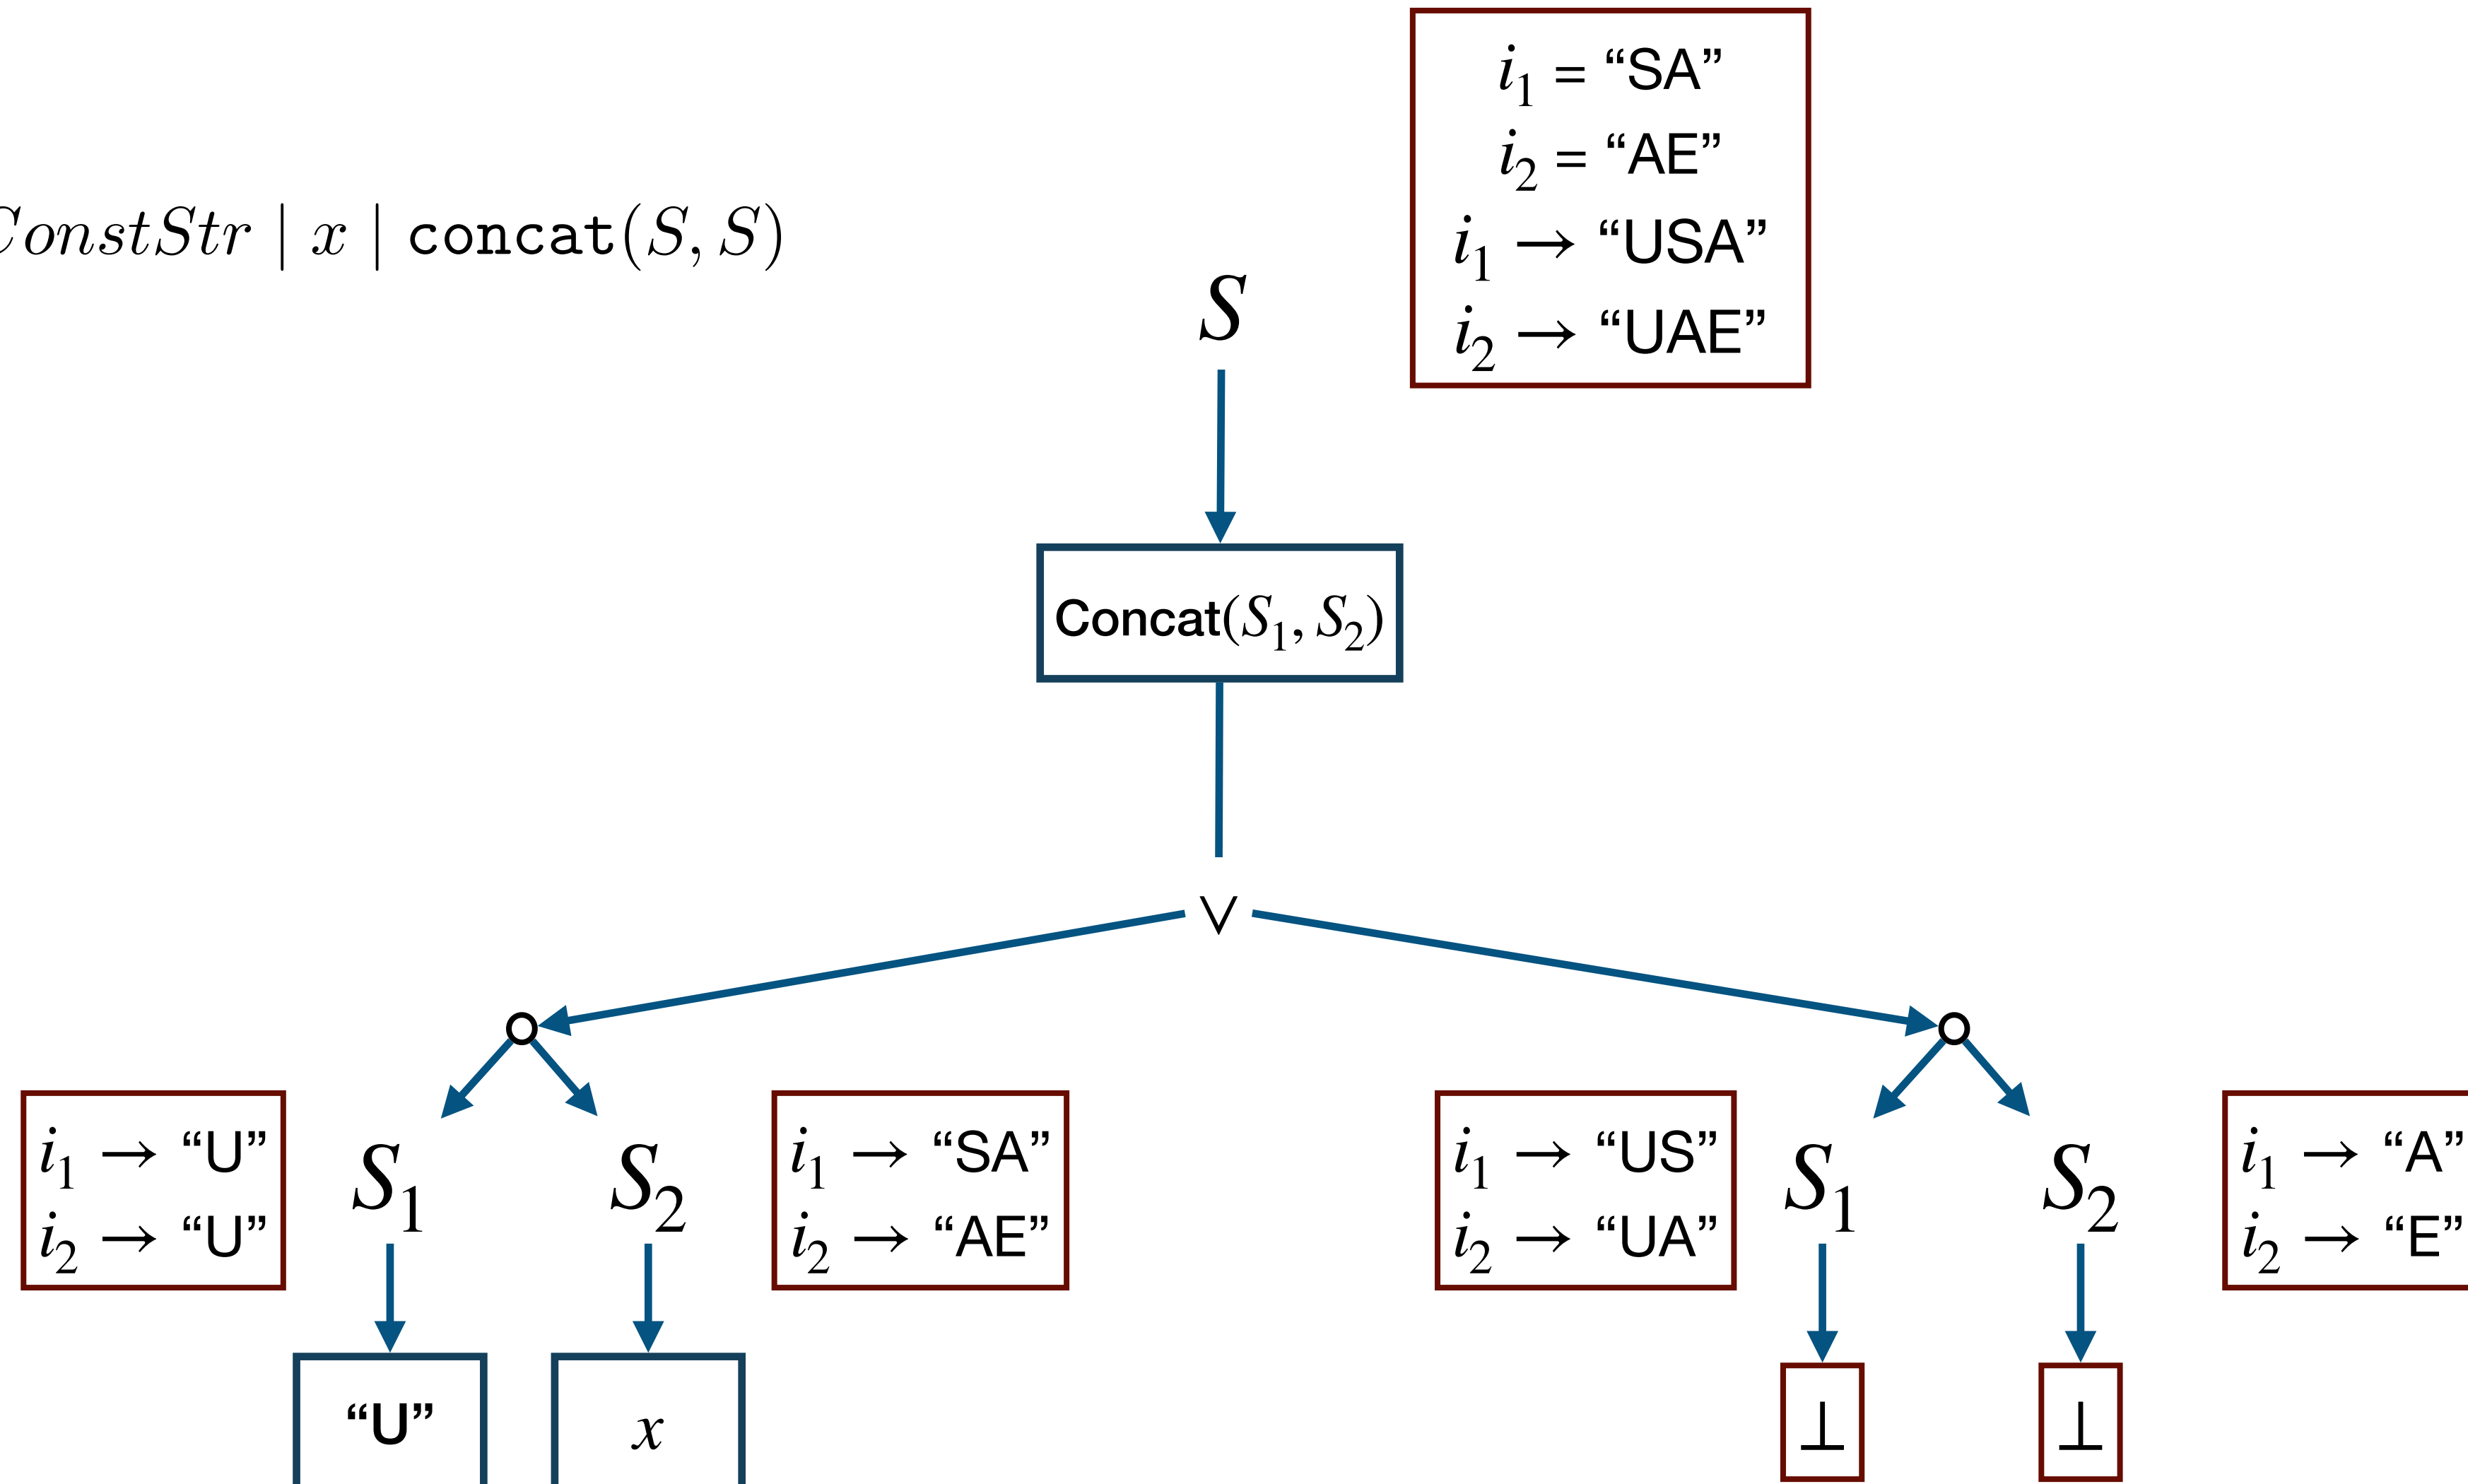 ConstStr | x | concat(S, S)
i₁ = “SA”
i₂ = “AE”
i₁ → “USA”
i₂ → “UAE”
S
Concat(S₁, S₂)
∨
i₁ → “U”
i₂ → “U”
S₁
S₂
i₁ → “SA”
i₂ → “AE”
i₁ → “US”
i₂ → “UA”
S₁
S₂
i₁ → “A”
i₂ → “E”
“U”
x
⊥
⊥